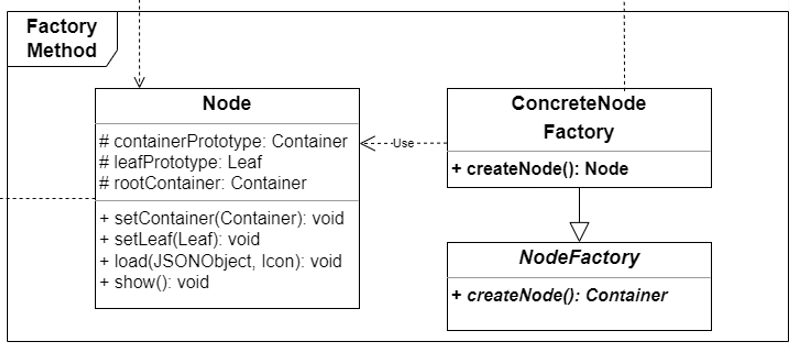 Factory
Method
Node
# containerPrototype: Container
# leafPrototype: Leaf
# rootContainer: Container
+ setContainer(Container): void
+ setLeaf(Leaf): void
+ load(JSONObject, Icon): void
+ show(): void
Use
ConcreteNode
Factory
+ createNode(): Node
NodeFactory
+ createNode(): Container